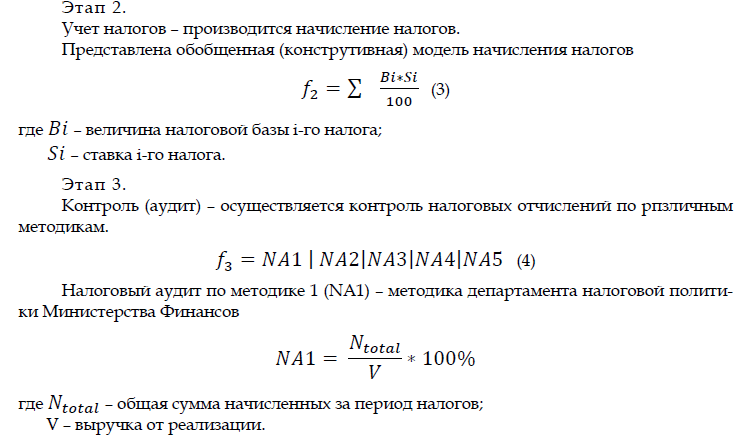 Этап 2.
Учет налогов – производится начисление налогов.
Представлена обобщенная (конструтивная) модель начисления налогов
f₂ = ∑ Bi∗Si/100 (3)
где Bi – величина налоговой базы i-го налога;
Si – ставка i-го налога.
Этап 3.
Контроль (аудит) – осуществляется контроль налоговых отчислений по рпзличным
методикам.
f₃ = NA1 | NA2|NA3|NA4|NA5 (4)
Налоговый аудит по методике 1 (NA1) – методика департамента налоговой полити-
ки Министерства Финансов
NA1 = N_total/V ∗ 100%
где N_total – общая сумма начисленных за период налогов;
V – выручка от реализации.